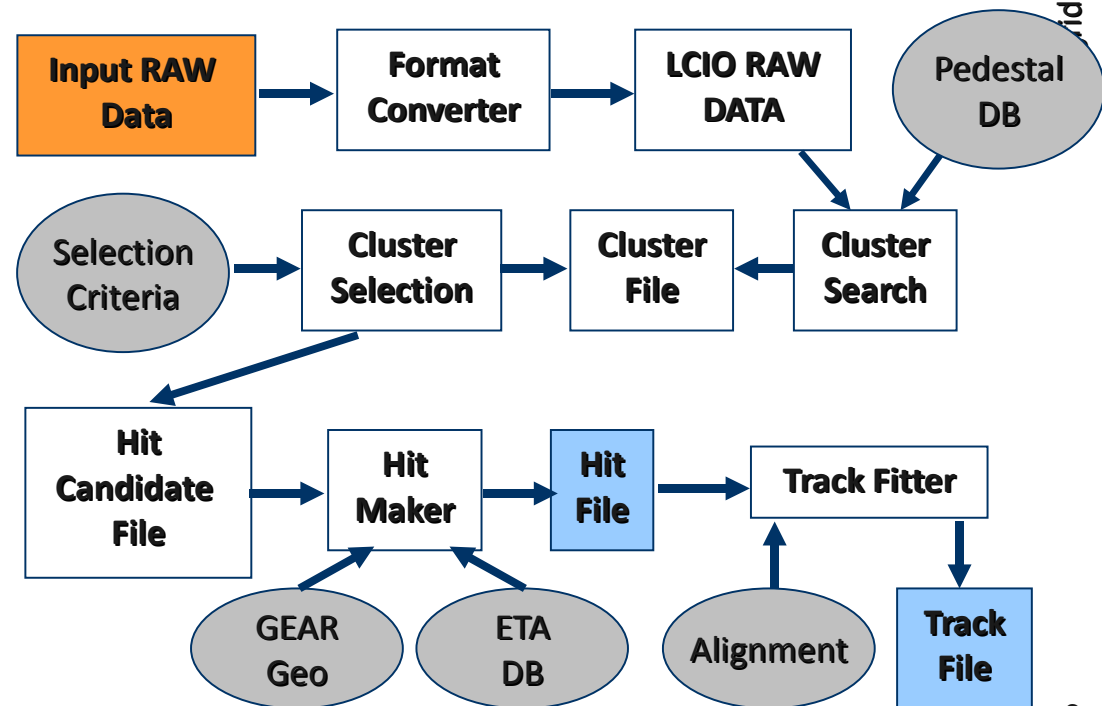 Input RAW
Data
Format
Converter
LCIO RAW
DATA
Pedestal
DB
Selection
Criteria
Cluster
Selection
Cluster
File
Cluster
Search
Hit
Candidate
File
Hit
Maker
Hit
File
Track Fitter
GEAR
Geo
ETA
DB
Alignment
Track
File